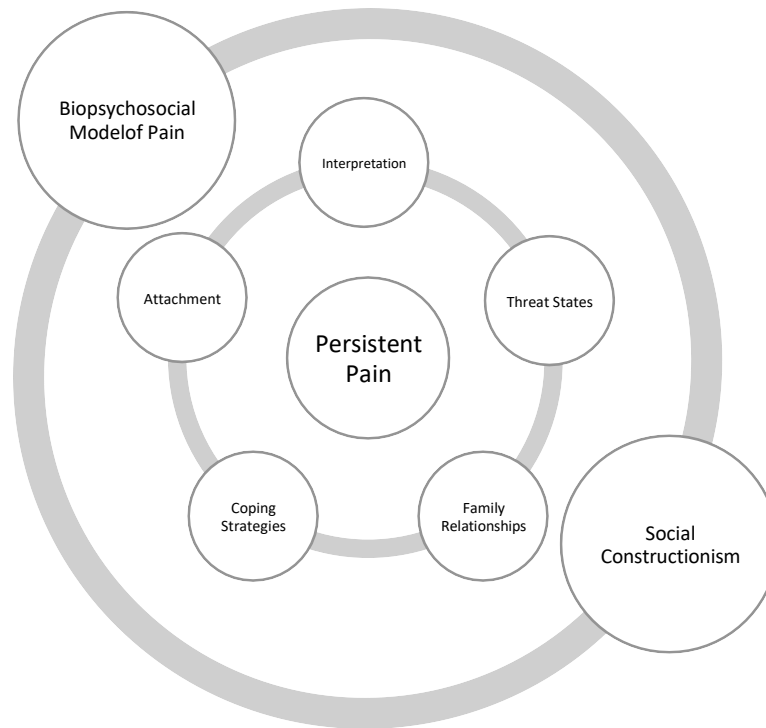 Biopsychosocial
Modelof Pain
Interpretation
Attachment
Threat States
Persistent
Pain
Coping
Strategies
Family
Relationships
Social
Constructionism